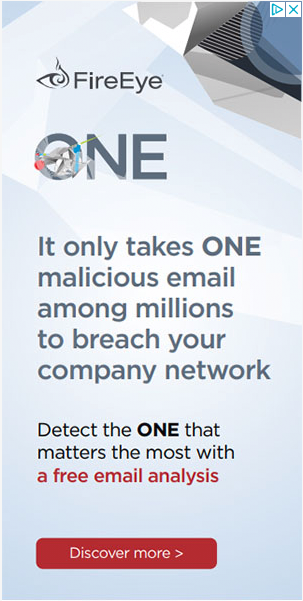 FireEye
ONE
It only takes ONE
malicious email
among millions
to breach your
company network
Detect the ONE that
matters the most with
a free email analysis
Discover more >